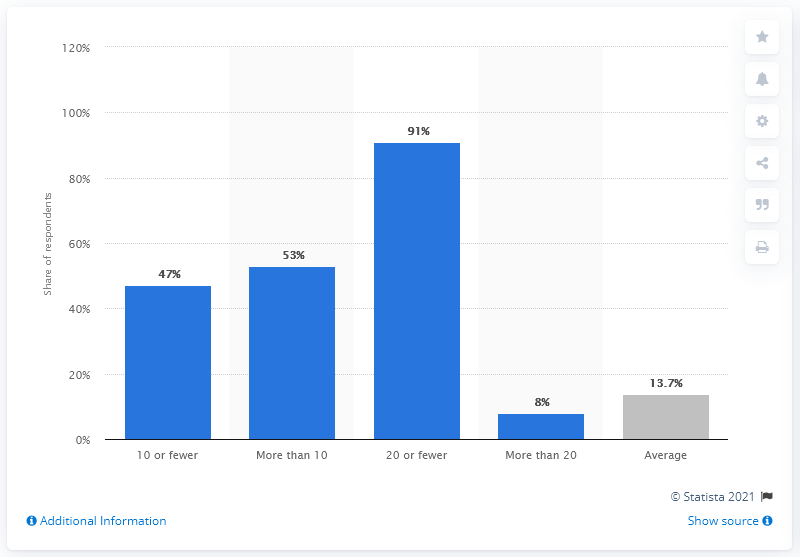 120%
100%
80%
60%
40%
20%
0%
Share of respondents
47%
53%
91%
8%
13.7%
10 or fewer
More than 10
20 or fewer
More than 20
Average
© Statista 2021
Additional Information
Show source